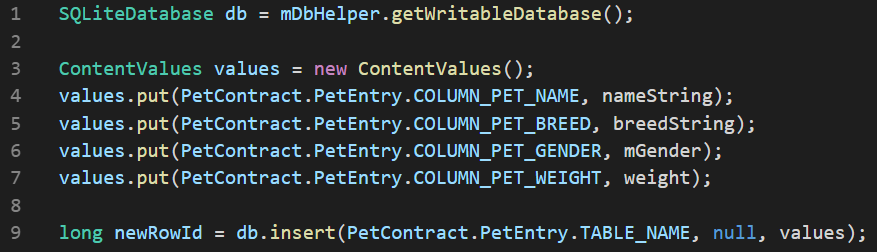 1 SQLiteDatabase db = mDbHelper.getWritableDatabase();
2
3 ContentValues values = new ContentValues();
4 values.put(PetContract.PetEntry.COLUMN_PET_NAME, nameString);
5 values.put(PetContract.PetEntry.COLUMN_PET_BREED, breedString);
6 values.put(PetContract.PetEntry.COLUMN_PET_GENDER, mGender);
7 values.put(PetContract.PetEntry.COLUMN_PET_WEIGHT, weight);
8
9 long newRowId = db.insert(PetContract.PetEntry.TABLE_NAME, null, values);